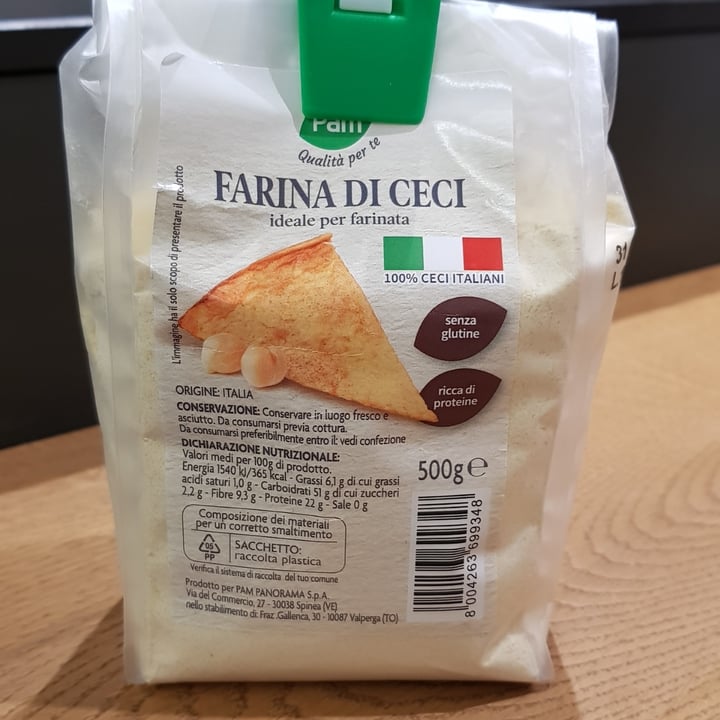 Pam
Qualità per te
FARINA DI CECI
ideale per farinata
100% CECI ITALIANI
senza
glutine
ricca di
proteine
L'immagine ha il solo scopo di presentare il prodotto
ORIGINE: ITALIA
CONSERVAZIONE: Conservare in luogo fresco e
asciutto. Da consumarsi previa cottura.
Da consumarsi preferibilmente entro il: vedi confezione
DICHIARAZIONE NUTRIZIONALE:
Valori medi per 100g di prodotto.
Energia 1540 kJ/365 kcal - Grassi 6,1 g di cui grassi
acidi saturi 1,0 g - Carboidrati 51 g di cui zuccheri
2,2 g - Fibre 9,3 g - Proteine 22 g - Sale 0 g
500g e
Composizione dei materiali
per un corretto smaltimento
05
PP
SACCHETTO:
raccolta plastica
Verifica il sistema di raccolta del tuo comune
Prodotto per PAM PANORAMA S.p.A.
Via del Commercio, 27 - 30038 Spinea (VE)
nello stabilimento di: Fraz. Gallenca, 30 - 10087 Valperga (TO)
8 004263 699348
31
L